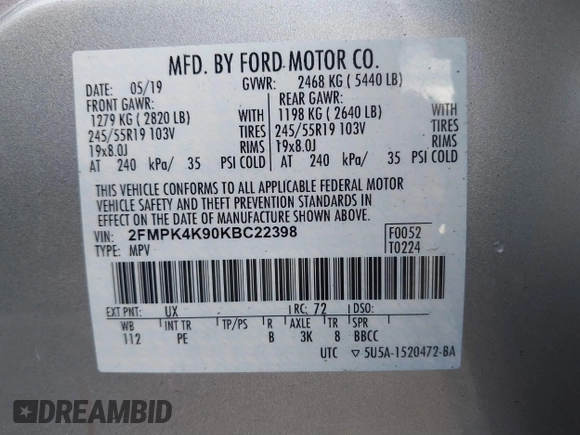 MFD. BY FORD MOTOR CO.
DATE: 05/19 GVWR: 2468 KG ( 5440 LB)
FRONT GAWR: REAR GAWR:
1279 KG ( 2820 LB) WITH 1198 KG ( 2640 LB) WITH
245/55R19 103V TIRES 245/55R19 103V TIRES
19x8.0J RIMS 19x8.0J RIMS
AT 240 kPa/ 35 PSI COLD AT 240 kPa/ 35 PSI COLD
THIS VEHICLE CONFORMS TO ALL APPLICABLE FEDERAL MOTOR
VEHICLE SAFETY AND THEFT PREVENTION STANDARDS IN
EFFECT ON THE DATE OF MANUFACTURE SHOWN ABOVE.
VIN: 2FMPK4K90KBC22398 F0052
TYPE: MPV T0224
EXT PNT: UX RC: 72 DSO:
WB INT TR TP/PS R AXLE TR SPR
112 PE B 3K 8 BBCC
UTC ▽ 5U5A-1520472-BA
DREAMBID